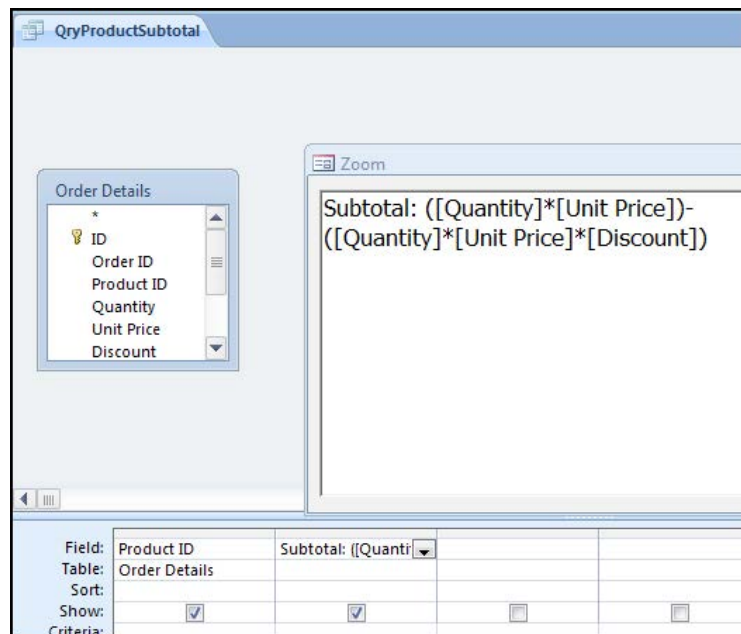 QryProductSubtotal
Zoom
Order Details
Subtotal: ([Quantity]*[Unit Price])-
([Quantity]*[Unit Price]*[Discount])
*
ID
Order ID
Product ID
Quantity
Unit Price
Discount
Field: Product ID Subtotal: ([Quanti
Table: Order Details
Sort:
Show:
Criteria: